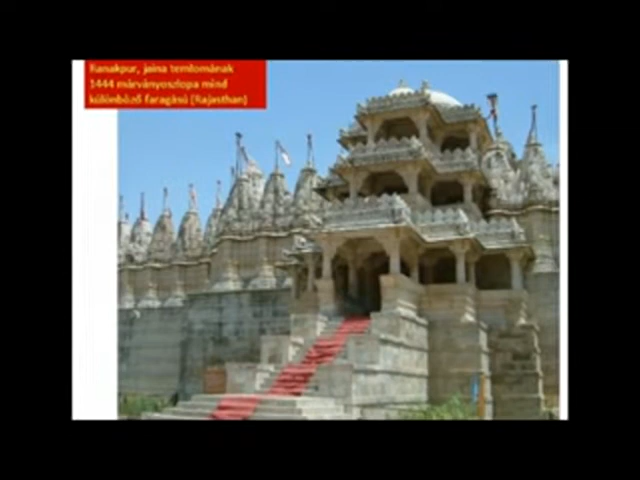 Ranakpur, jaina templomának
1444 márványoszlopa mind
különböző faragású (Rajasthan)